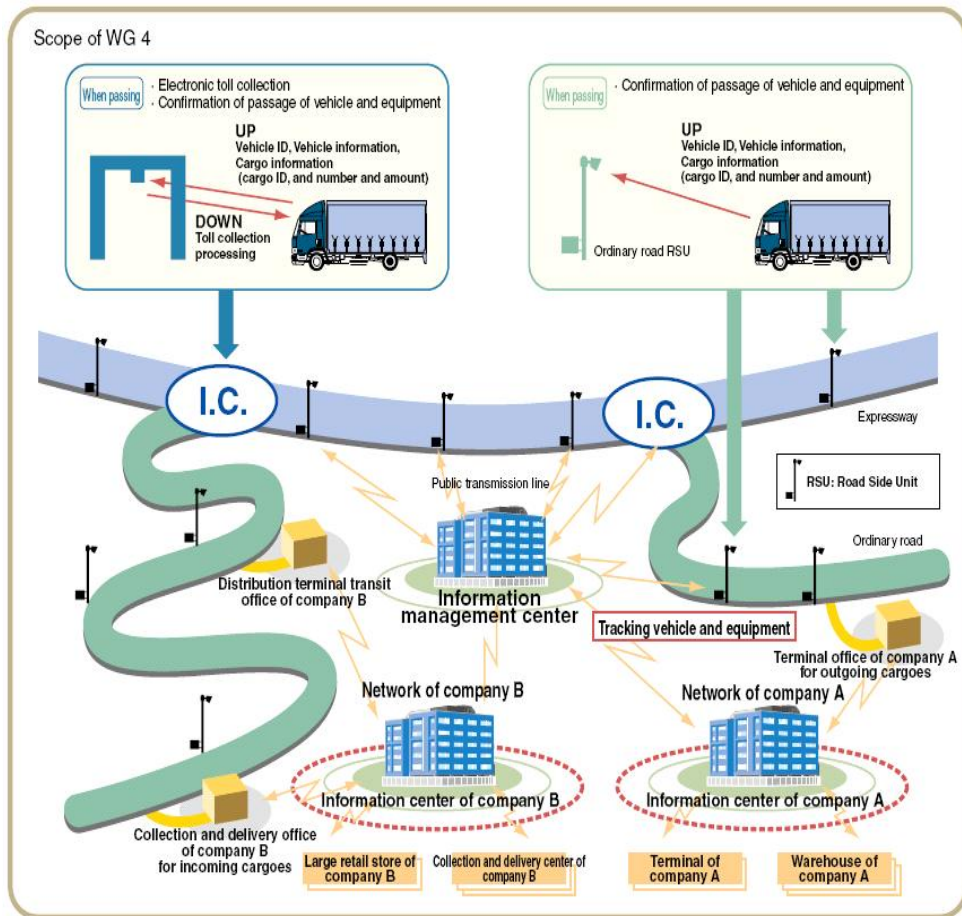 Scope of WG 4
When passing
· Electronic toll collection
· Confirmation of passage of vehicle and equipment
UP
Vehicle ID, Vehicle information,
Cargo information
(cargo ID, and number and amount)
DOWN
Toll collection
processing
When passing
· Confirmation of passage of vehicle and equipment
UP
Vehicle ID, Vehicle information,
Cargo information
(cargo ID, and number and amount)
Ordinary road RSU
I.C.
I.C.
Expressway
Public transmission line
RSU: Road Side Unit
Ordinary road
Distribution terminal transit
office of company B
Information
management center
Tracking vehicle and equipment
Terminal office of company A
for outgoing cargoes
Network of company B
Network of company A
Information center of company B
Information center of company A
Collection and delivery office
of company B
for incoming cargoes
Large retail store of
company B
Collection and delivery center of
company B
Terminal of
company A
Warehouse of
company A